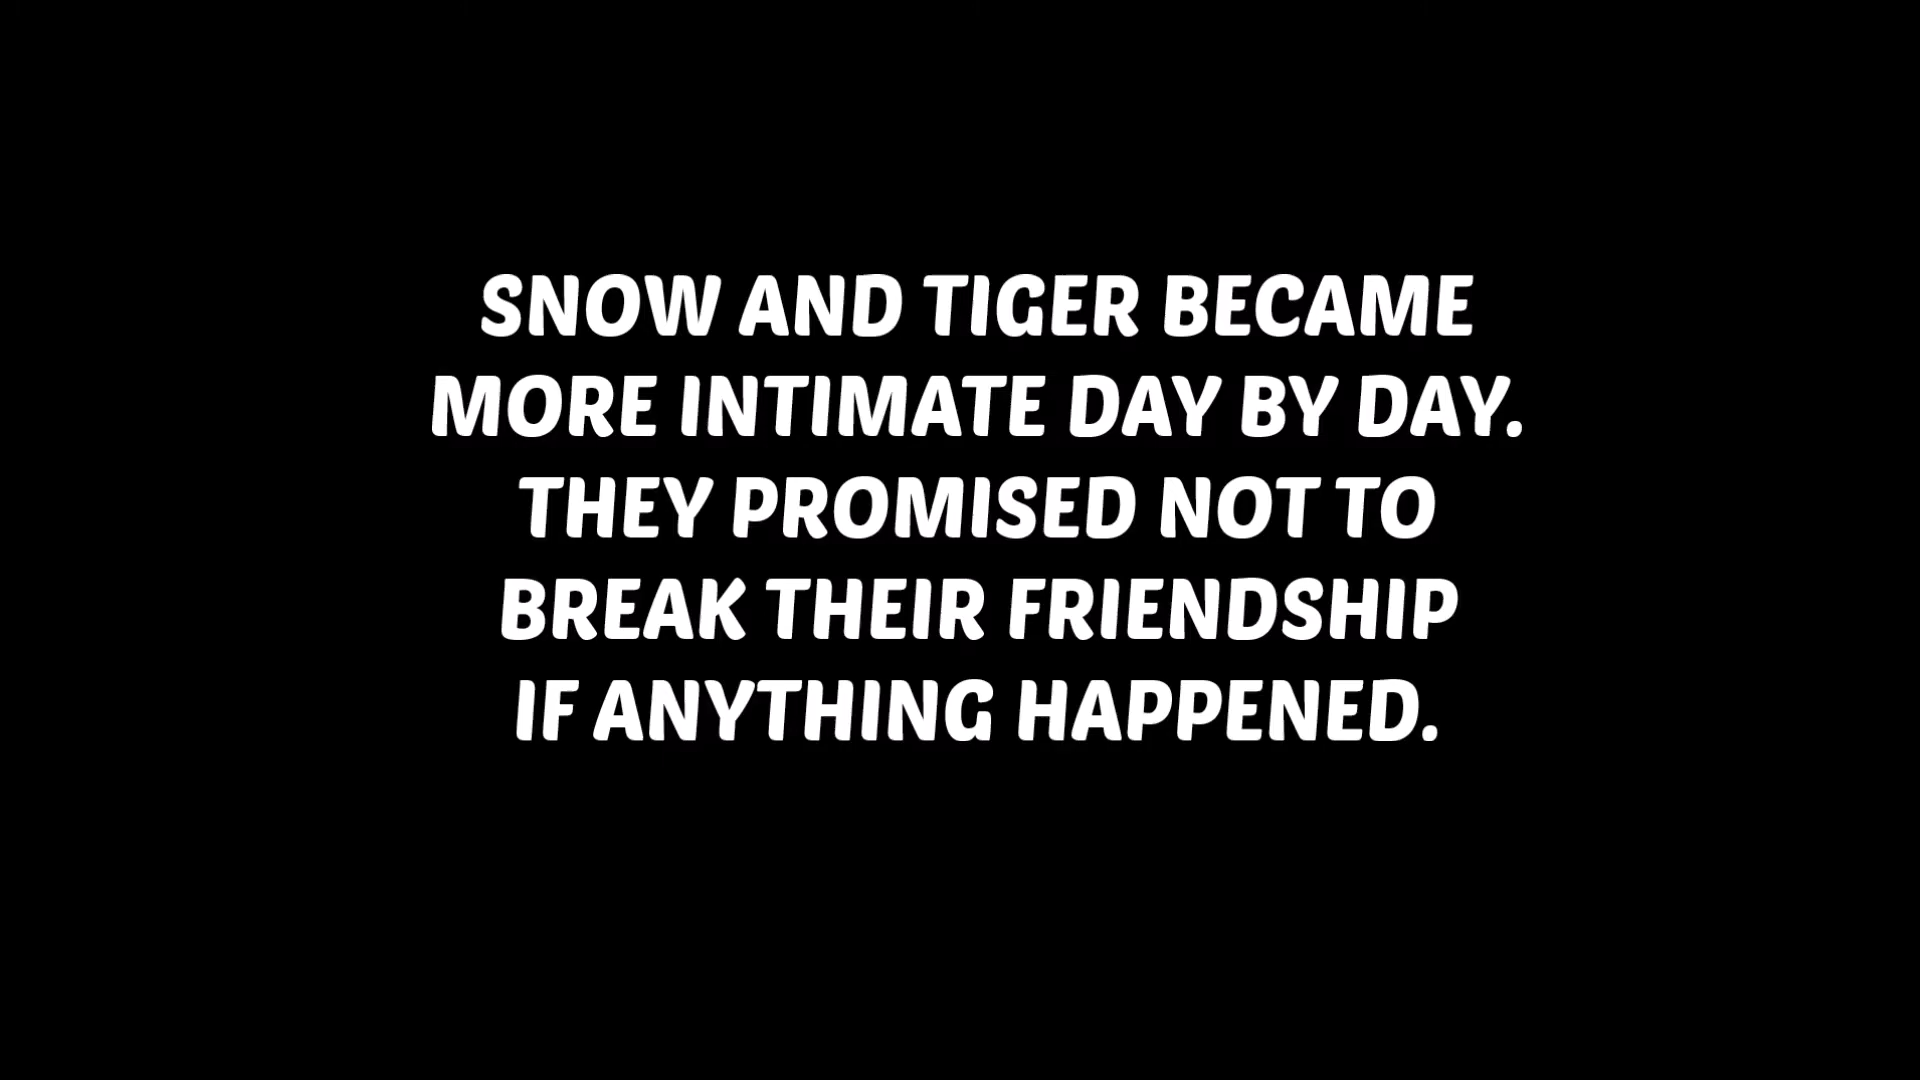 SNOW AND TIGER BECAME
MORE INTIMATE DAY BY DAY.
THEY PROMISED NOT TO
BREAK THEIR FRIENDSHIP
IF ANYTHING HAPPENED.